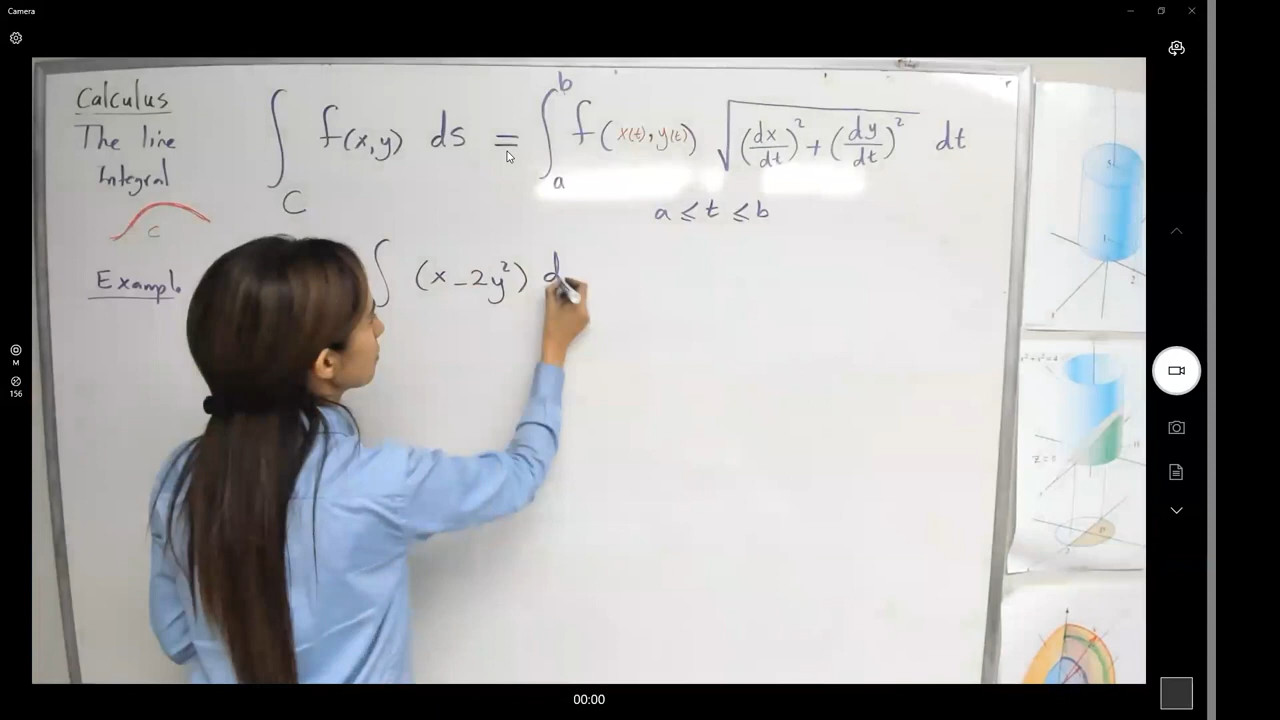 Camera
Calculus
The line
Integral
C
∫_C f(x,y) ds = ∫_a^b f(x(t), y(t)) √((dx/dt)² + (dy/dt)²) dt
a ≤ t ≤ b
Exampl
∫ (x - 2y²) d
M
156
00:00